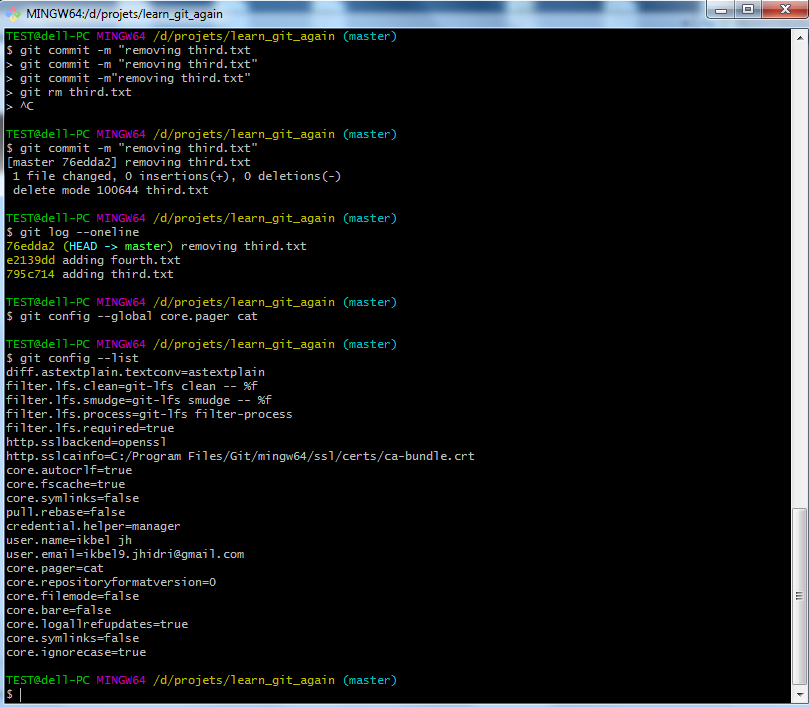 MINGW64:/d/projets/learn_git_again
TEST@dell-PC MINGW64 /d/projets/learn_git_again (master)
$ git commit -m "removing third.txt
> git commit -m "removing third.txt"
> git commit -m"removing third.txt"
> git rm third.txt
> ^C
TEST@dell-PC MINGW64 /d/projets/learn_git_again (master)
$ git commit -m "removing third.txt"
[master 76edda2] removing third.txt
 1 file changed, 0 insertions(+), 0 deletions(-)
 delete mode 100644 third.txt
TEST@dell-PC MINGW64 /d/projets/learn_git_again (master)
$ git log --oneline
76edda2 (HEAD -> master) removing third.txt
e2139dd adding fourth.txt
795c714 adding third.txt
TEST@dell-PC MINGW64 /d/projets/learn_git_again (master)
$ git config --global core.pager cat
TEST@dell-PC MINGW64 /d/projets/learn_git_again (master)
$ git config --list
diff.astextplain.textconv=astextplain
filter.lfs.clean=git-lfs clean -- %f
filter.lfs.smudge=git-lfs smudge -- %f
filter.lfs.process=git-lfs filter-process
filter.lfs.required=true
http.sslbackend=openssl
http.sslcainfo=C:/Program Files/Git/mingw64/ssl/certs/ca-bundle.crt
core.autocrlf=true
core.fscache=true
core.symlinks=false
pull.rebase=false
credential.helper=manager
user.name=ikbel jh
user.email=ikbel9.jhidri@gmail.com
core.pager=cat
core.repositoryformatversion=0
core.filemode=false
core.bare=false
core.logallrefupdates=true
core.symlinks=false
core.ignorecase=true
TEST@dell-PC MINGW64 /d/projets/learn_git_again (master)
$